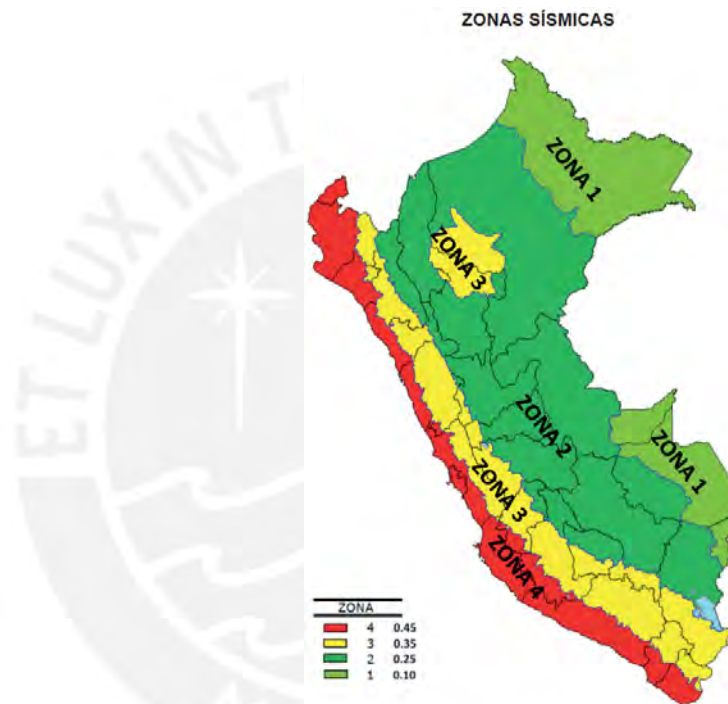 ZONAS SÍSMICAS
ET LUX IN T
ZONA 1
ZONA 3
ZONA 2
ZONA 1
ZONA 3
ZONA 4
ZONA
4 0.45
3 0.35
2 0.25
1 0.10